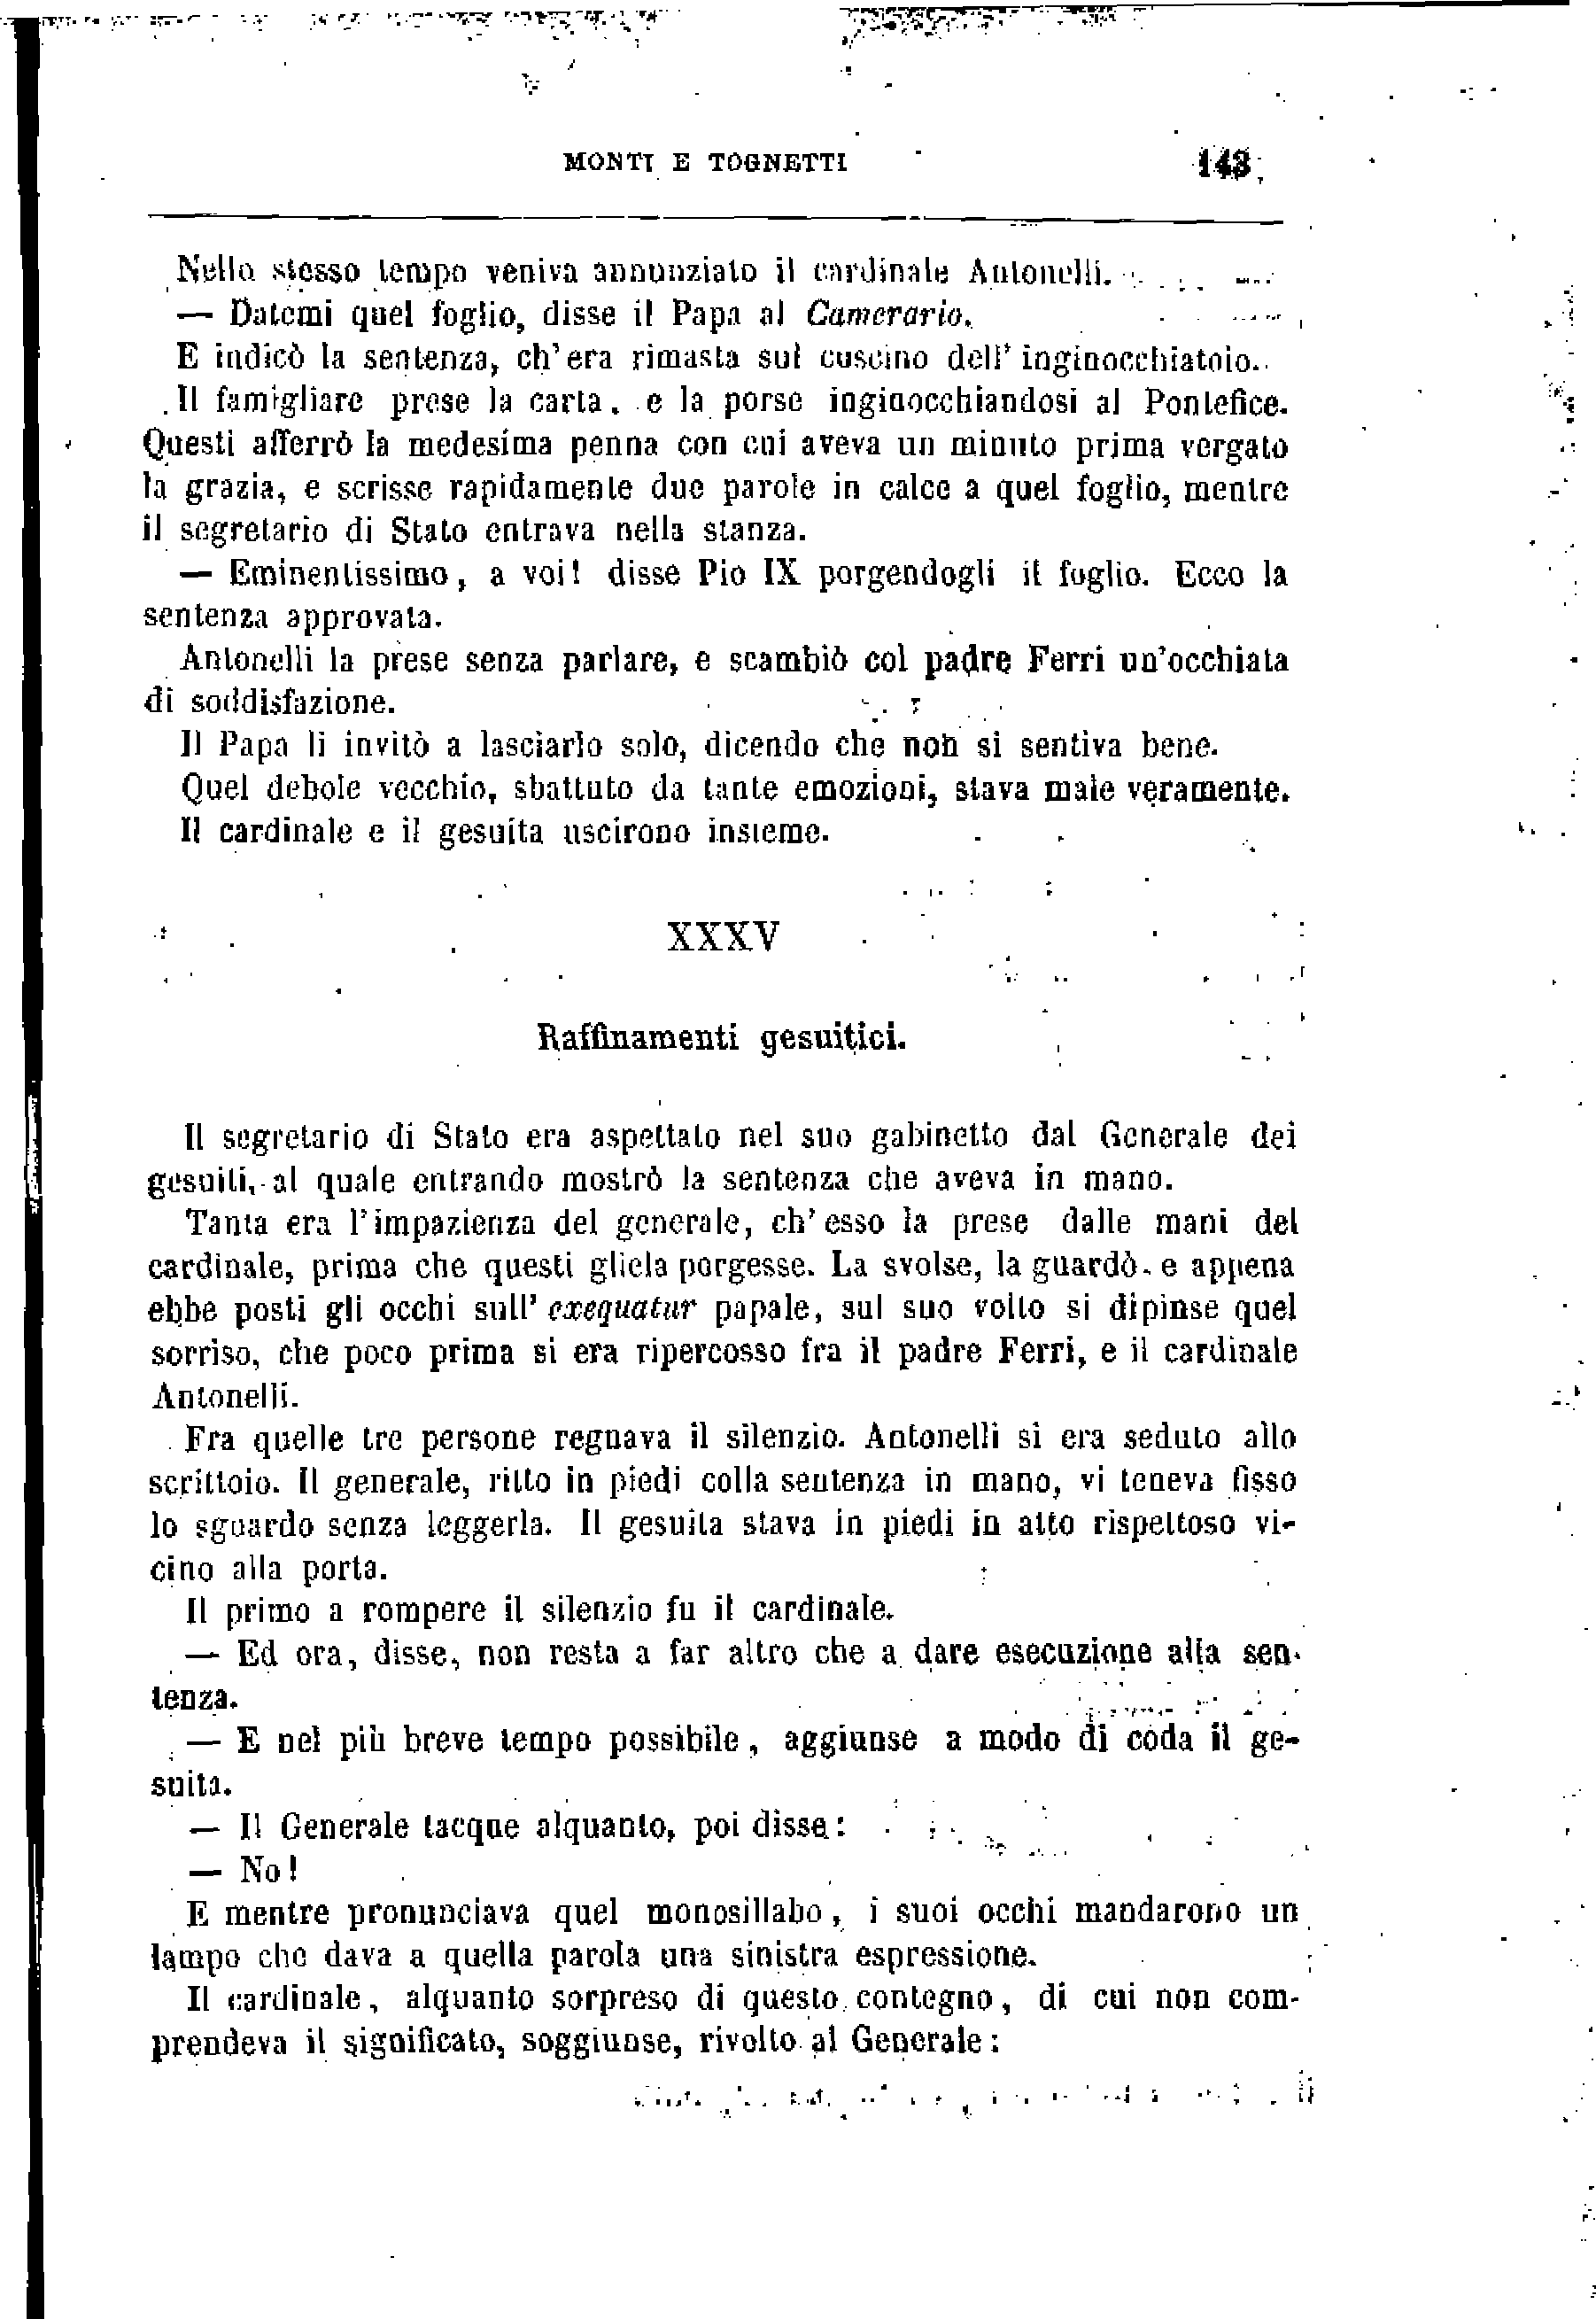 MONTI E TOGNETTI 143
Nello stesso tempo veniva annunziato il cardinale Antonelli.
— Datemi quel foglio, disse il Papa al Camerario.
E indicò la sentenza, ch'era rimasta sul cuscino dell'inginocchiatoio.
Il famigliare prese la carta, e la porse inginocchiandosi al Pontefice.
Questi afferrò la medesima penna con cui aveva un minuto prima vergato
la grazia, e scrisse rapidamente due parole in calce a quel foglio, mentre
il segretario di Stato entrava nella stanza.
— Eminentissimo, a voi! disse Pio IX porgendogli il foglio. Ecco la
sentenza approvata.
Antonelli la prese senza parlare, e scambiò col padre Ferri un'occhiata
di soddisfazione.
Il Papa li invitò a lasciarlo solo, dicendo che non si sentiva bene.
Quel debole vecchio, sbattuto da tante emozioni, stava male veramente.
Il cardinale e il gesuita uscirono insieme.
XXXV
Raffinamenti gesuitici.
Il segretario di Stato era aspettato nel suo gabinetto dal Generale dei
gesuiti, al quale entrando mostrò la sentenza che aveva in mano.
Tanta era l'impazienza del generale, ch'esso la prese dalle mani del
cardinale, prima che questi gliela porgesse. La svolse, la guardò e appena
ebbe posti gli occhi sull'exequatur papale, sul suo volto si dipinse quel
sorriso, che poco prima si era ripercosso fra il padre Ferri, e il cardinale
Antonelli.
Fra quelle tre persone regnava il silenzio. Antonelli si era seduto allo
scrittoio. Il generale, ritto in piedi colla sentenza in mano, vi teneva fisso
lo sguardo senza leggerla. Il gesuita stava in piedi in atto rispettoso vi-
cino alla porta.
Il primo a rompere il silenzio fu il cardinale.
— Ed ora, disse, non resta a far altro che a dare esecuzione alla sen-
tenza.
— E nel più breve tempo possibile, aggiunse a modo di coda il ge-
suita.
— Il Generale tacque alquanto, poi disse:
— No!
E mentre pronunciava quel monosillabo, i suoi occhi mandarono un
lampo che dava a quella parola una sinistra espressione.
Il cardinale, alquanto sorpreso di questo contegno, di cui non com-
prendeva il significato, soggiunse, rivolto al Generale: